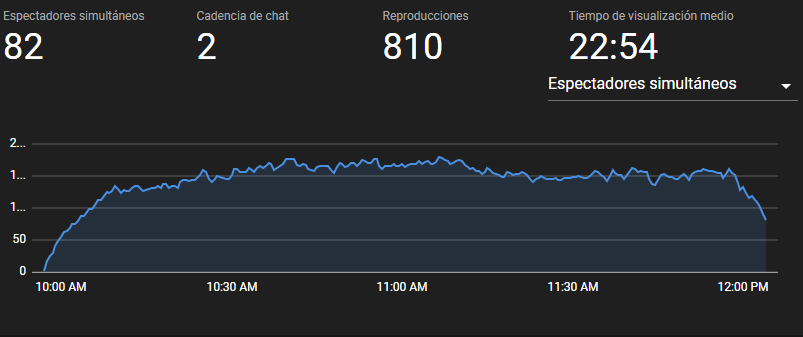 Espectadores simultáneos
82
Cadencia de chat
2
Reproducciones
810
Tiempo de visualización medio
22:54
Espectadores simultáneos
2...
1...
1...
50
0
10:00 AM
10:30 AM
11:00 AM
11:30 AM
12:00 PM